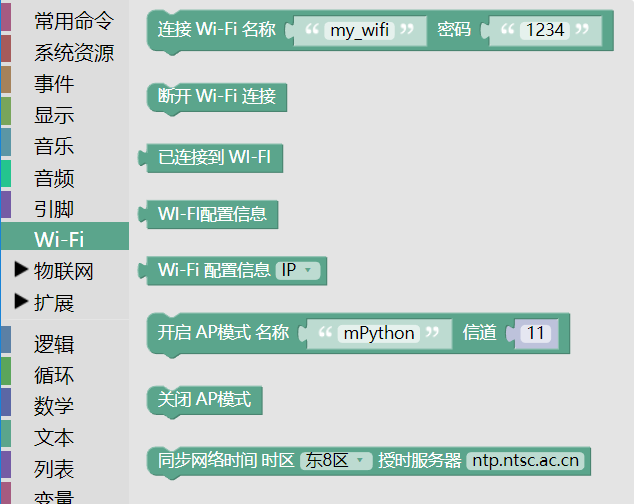 常用命令
系统资源
事件
显示
音乐
音频
引脚
Wi-Fi
物联网
扩展
逻辑
循环
数学
文本
列表
变量
连接 Wi-Fi 名称 “ my_wifi ” 密码 “ 1234 ”
断开 Wi-Fi 连接
已连接到 WI-FI
WI-FI配置信息
Wi-Fi 配置信息 IP
开启 AP模式 名称 “ mPython ” 信道 11
关闭 AP模式
同步网络时间 时区 东8区 授时服务器 ntp.ntsc.ac.cn